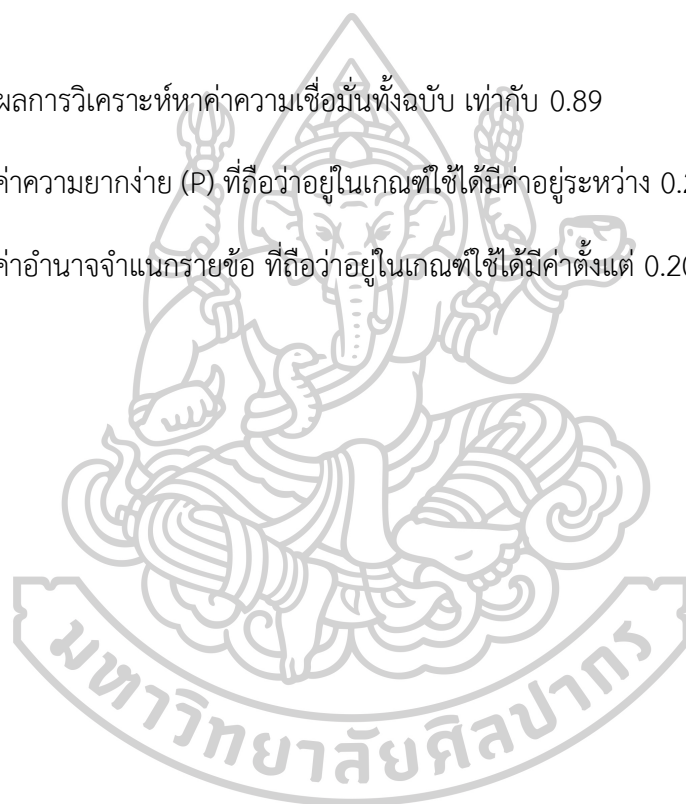 ผลการวิเคราะห์หาค่าความเชื่อมั่นทั้งฉบับ เท่ากับ 0.89
ค่าความยากง่าย (P) ที่ถือว่าอยู่ในเกณฑ์ใช้ได้มีค่าอยู่ระหว่าง 0.2
ค่าอำนาจจำแนกรายข้อ ที่ถือว่าอยู่ในเกณฑ์ใช้ได้มีค่าตั้งแต่ 0.20
มหาวิทยาลัยศิลปากร